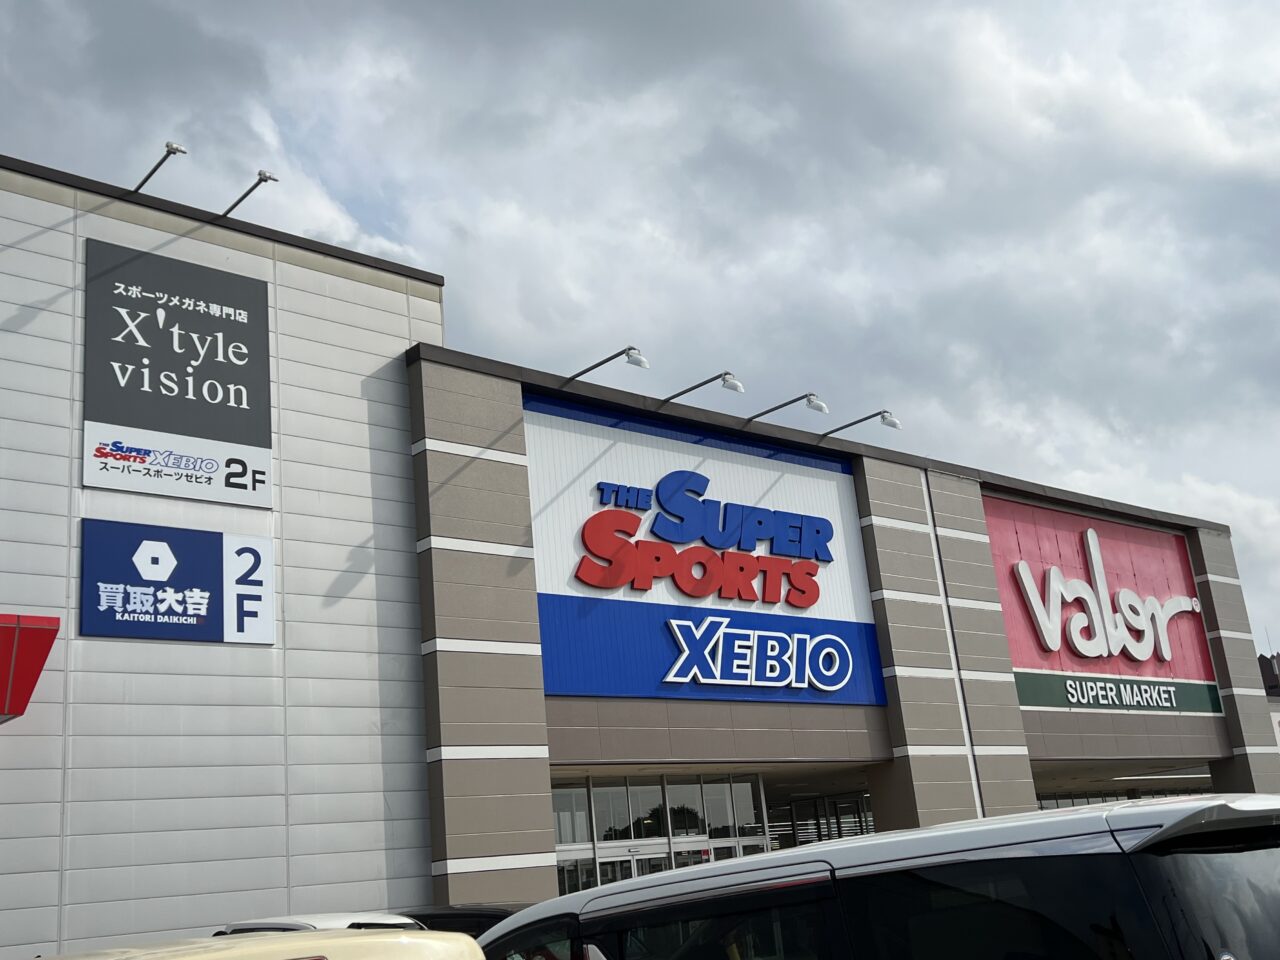 スポーツメガネ専門店
X'tyle
vision
THE SUPER
SPORTS XEBIO
スーパースポーツゼビオ
2F
買取大吉
KAITORI DAIKICHI
2F
THE SUPER
SPORTS
XEBIO
valor®
SUPER MARKET